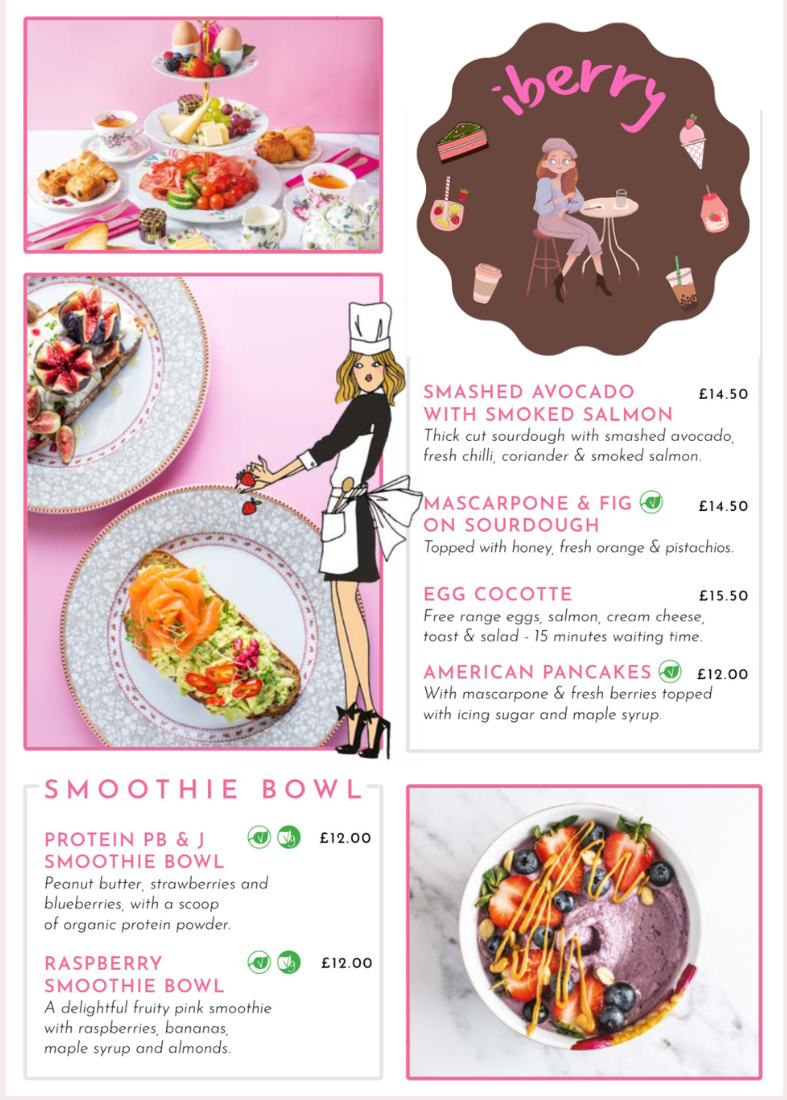 iberry
SMASHED AVOCADO £14.50
WITH SMOKED SALMON
Thick cut sourdough with smashed avocado,
fresh chilli, coriander & smoked salmon.
MASCARPONE & FIG V £14.50
ON SOURDOUGH
Topped with honey, fresh orange & pistachios.
EGG COCOTTE £15.50
Free range eggs, salmon, cream cheese,
toast & salad - 15 minutes waiting time.
AMERICAN PANCAKES V £12.00
With mascarpone & fresh berries topped
with icing sugar and maple syrup.
SMOOTHIE BOWL
PROTEIN PB & J V Vg £12.00
SMOOTHIE BOWL
Peanut butter, strawberries and
blueberries, with a scoop
of organic protein powder.
RASPBERRY V Vg £12.00
SMOOTHIE BOWL
A delightful fruity pink smoothie
with raspberries, bananas,
maple syrup and almonds.